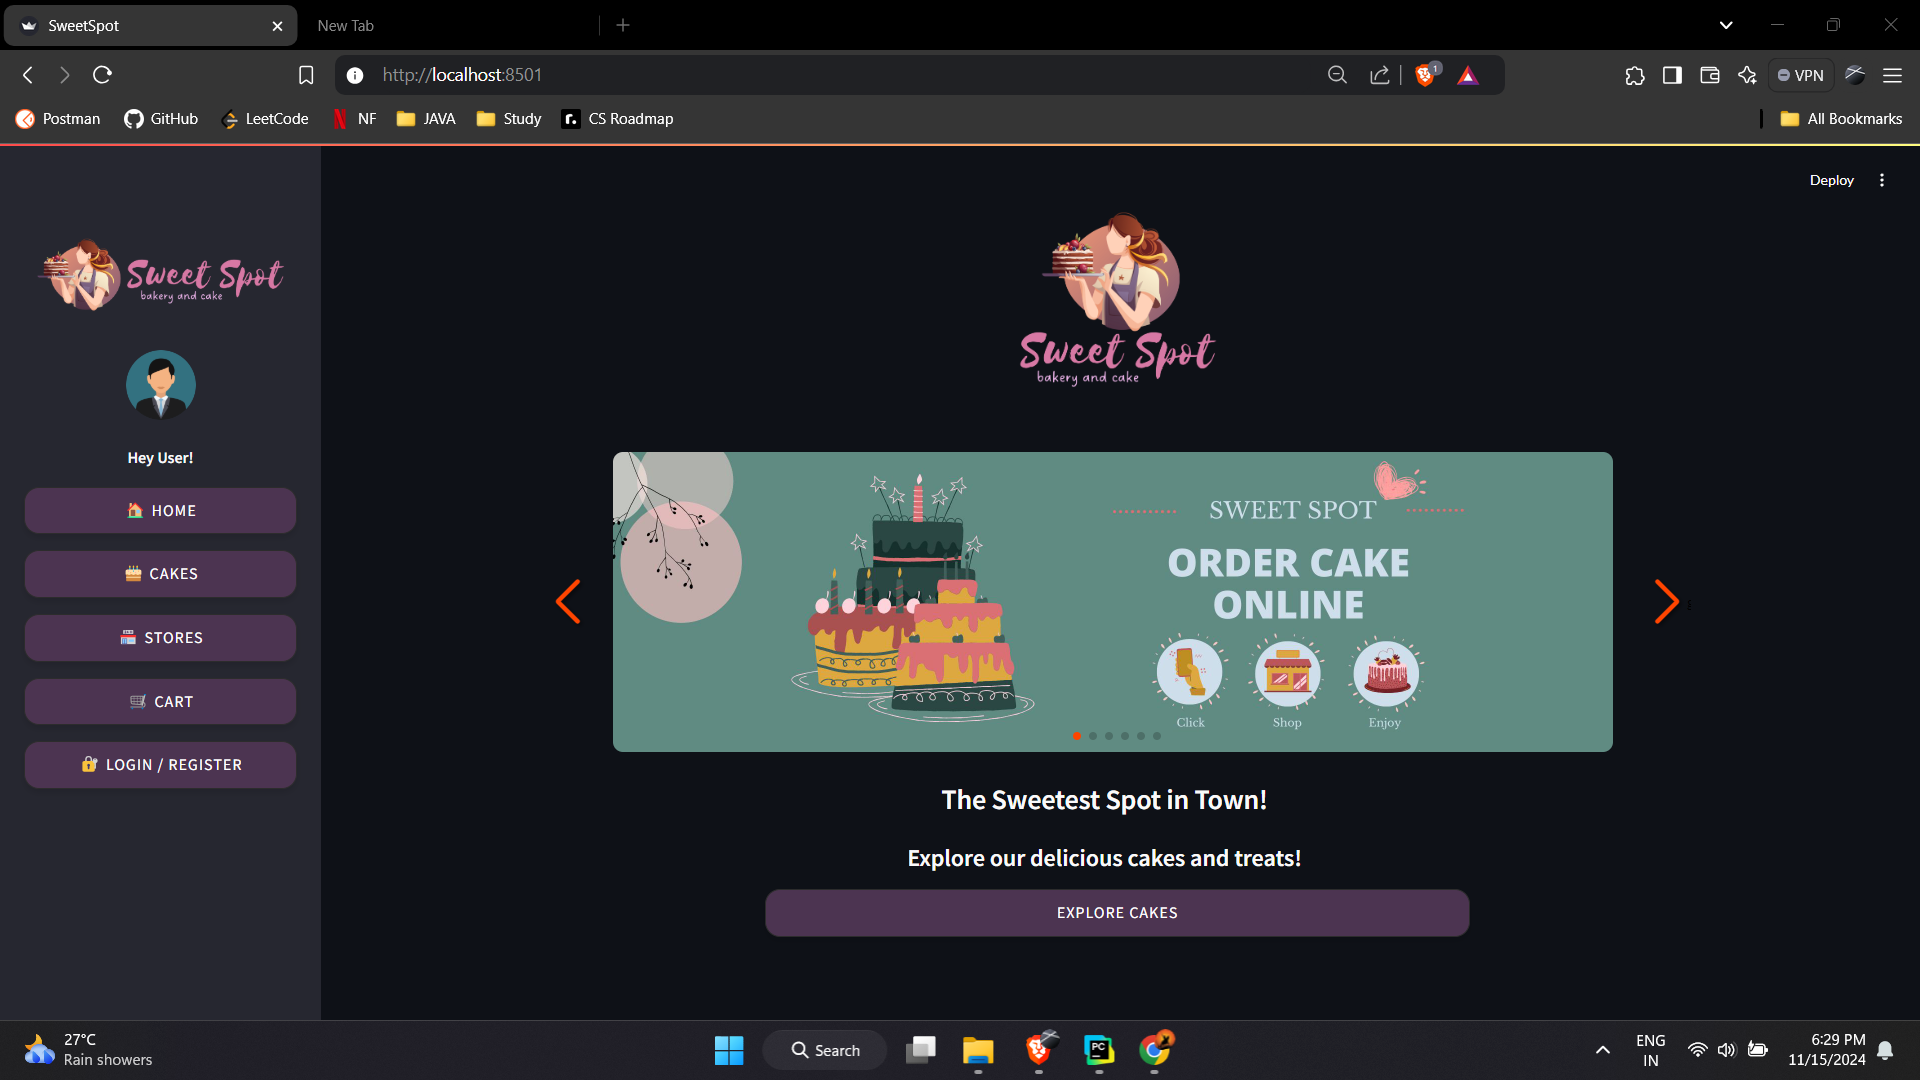 SweetSpot
New Tab
http://localhost:8501
1
VPN
Postman
GitHub
LeetCode
NF
JAVA
Study
CS Roadmap
All Bookmarks
Deploy
Sweet Spot
bakery and cake
Hey User!
HOME
CAKES
STORES
CART
LOGIN / REGISTER
Sweet Spot
bakery and cake
SWEET SPOT
ORDER CAKE
ONLINE
Click
Shop
Enjoy
The Sweetest Spot in Town!
Explore our delicious cakes and treats!
EXPLORE CAKES
27°C
Rain showers
Search
PC
ENG
IN
6:29 PM
11/15/2024